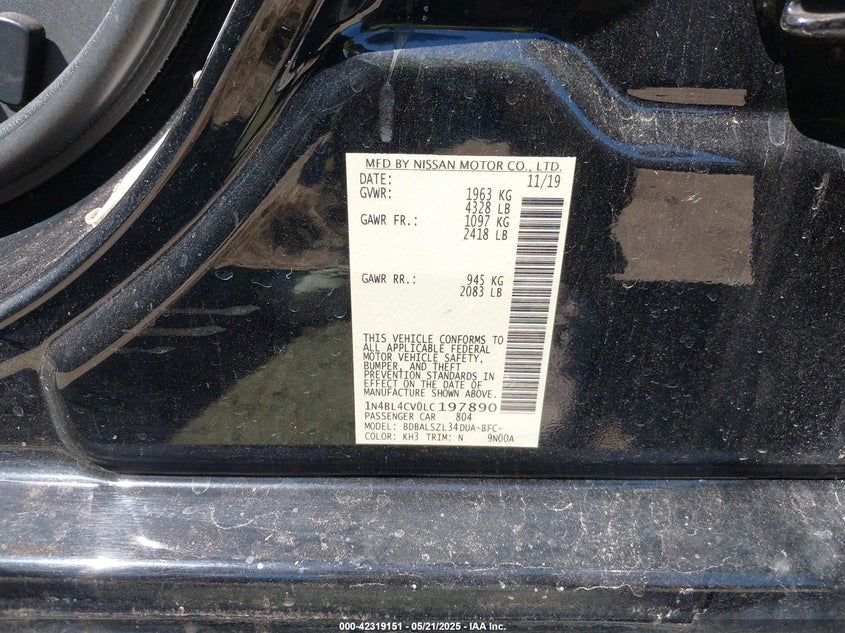 MFD BY NISSAN MOTOR CO., LTD.
DATE: 11/19
GVWR: 1963 KG
4328 LB
GAWR FR.: 1097 KG
2418 LB
GAWR RR.: 945 KG
2083 LB
THIS VEHICLE CONFORMS TO
ALL APPLICABLE FEDERAL
MOTOR VEHICLE SAFETY,
BUMPER, AND THEFT
PREVENTION STANDARDS IN
EFFECT ON THE DATE OF
MANUFACTURE SHOWN ABOVE.
1N4BL4CV0LC197890
PASSENGER CAR 804
MODEL: BDBALSZL34DUA-BFC-
COLOR: KH3 TRIM: N 9N00A
000-42319151 — 05/21/2025 — IAA Inc.